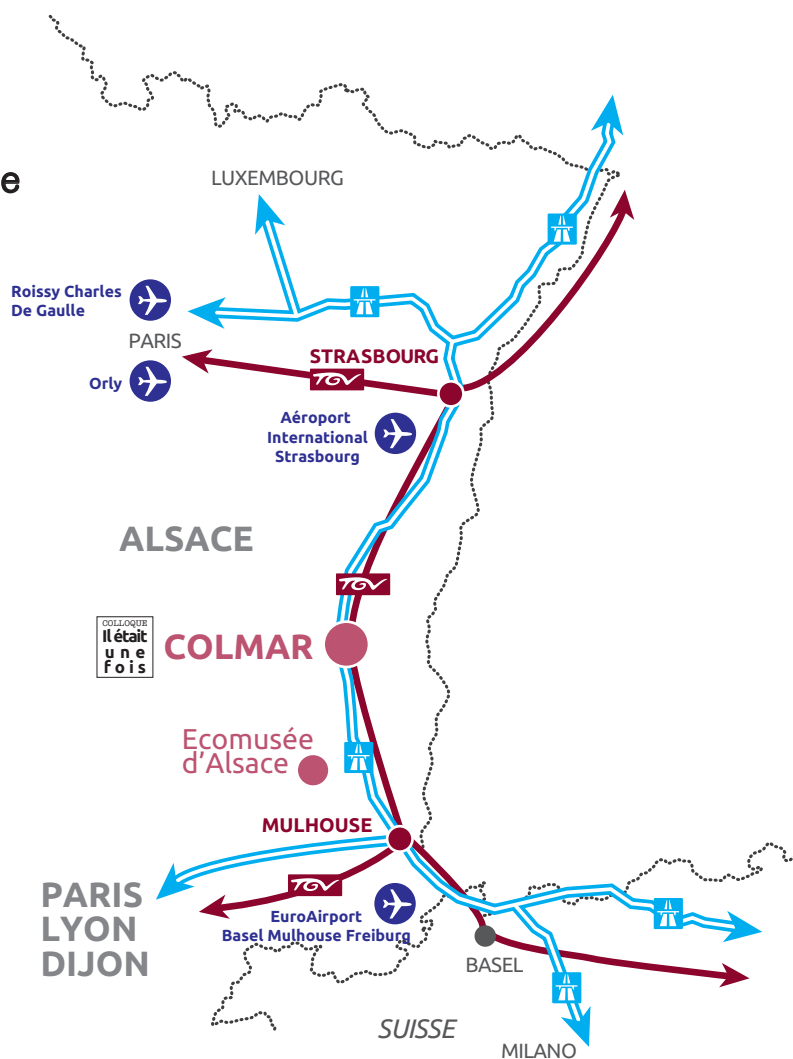 e
LUXEMBOURG
Roissy Charles
De Gaulle
PARIS
Orly
STRASBOURG
TGV
Aéroport
International
Strasbourg
ALSACE
TGV
COLLOQUE
Il était
une
fois
COLMAR
Ecomusée
d'Alsace
MULHOUSE
TGV
PARIS
LYON
DIJON
EuroAirport
Basel Mulhouse Freiburg
BASEL
SUISSE
MILANO